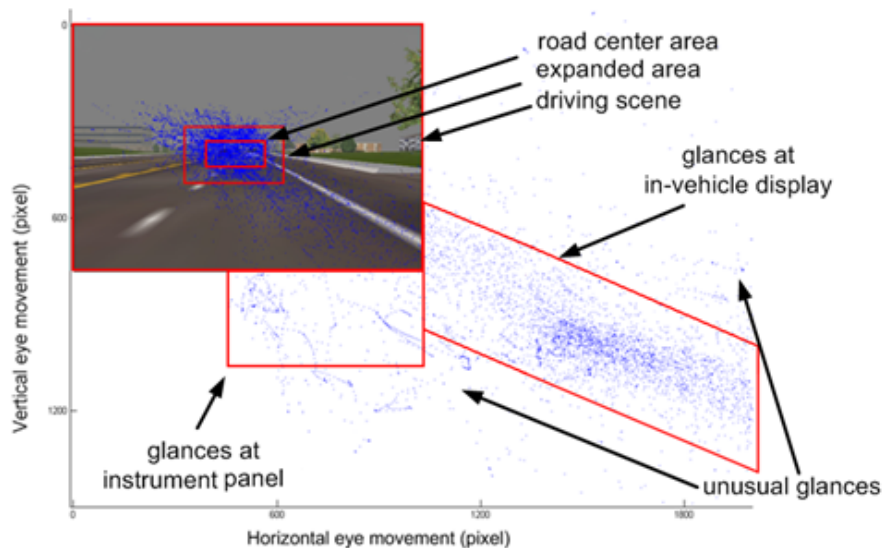 0
road center area
expanded area
driving scene
glances at
in-vehicle display
600
Vertical eye movement (pixel)
1200
glances at
instrument panel
unusual glances
0
600
1200
1800
Horizontal eye movement (pixel)